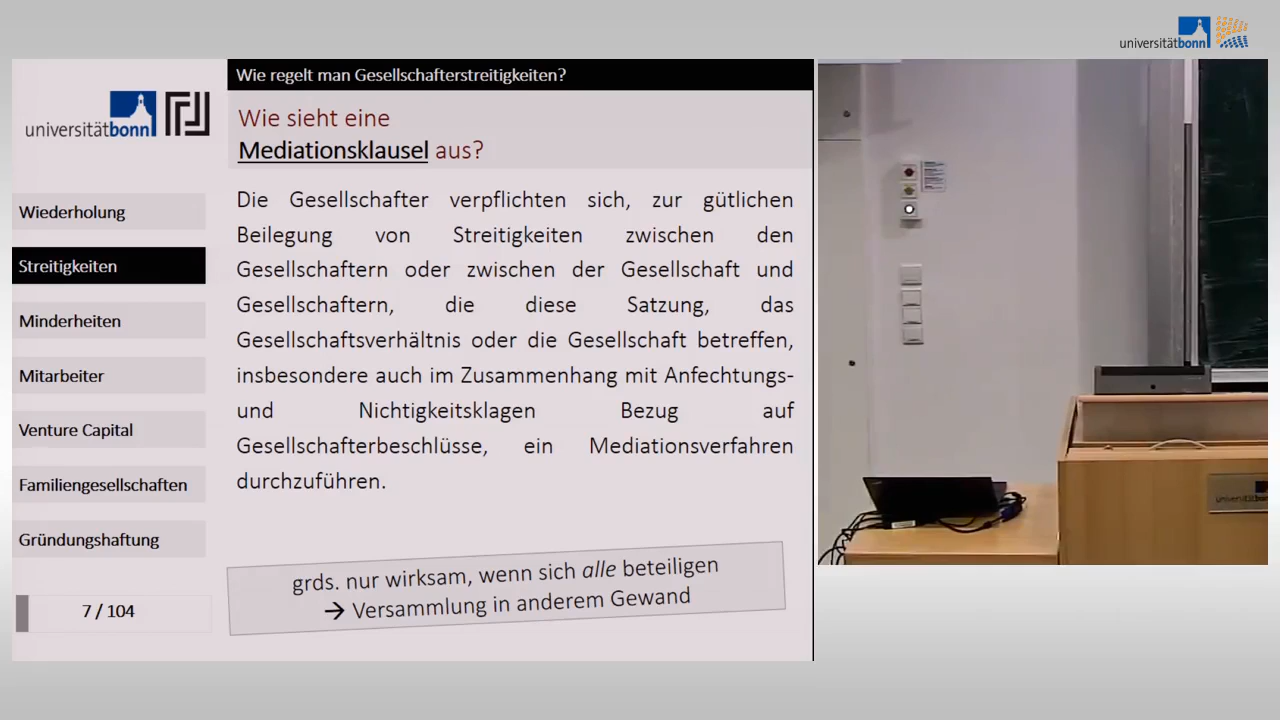 universitätbonn
Wie regelt man Gesellschafterstreitigkeiten?
universitätbonn
Wie sieht eine
Mediationsklausel aus?
Wiederholung
Streitigkeiten
Minderheiten
Mitarbeiter
Venture Capital
Familiengesellschaften
Gründungshaftung
7 / 104
Die Gesellschafter verpflichten sich, zur gütlichen
Beilegung von Streitigkeiten zwischen den
Gesellschaftern oder zwischen der Gesellschaft und
Gesellschaftern, die diese Satzung, das
Gesellschaftsverhältnis oder die Gesellschaft betreffen,
insbesondere auch im Zusammenhang mit Anfechtungs-
und Nichtigkeitsklagen Bezug auf
Gesellschafterbeschlüsse, ein Mediationsverfahren
durchzuführen.
grds. nur wirksam, wenn sich alle beteiligen
→ Versammlung in anderem Gewand